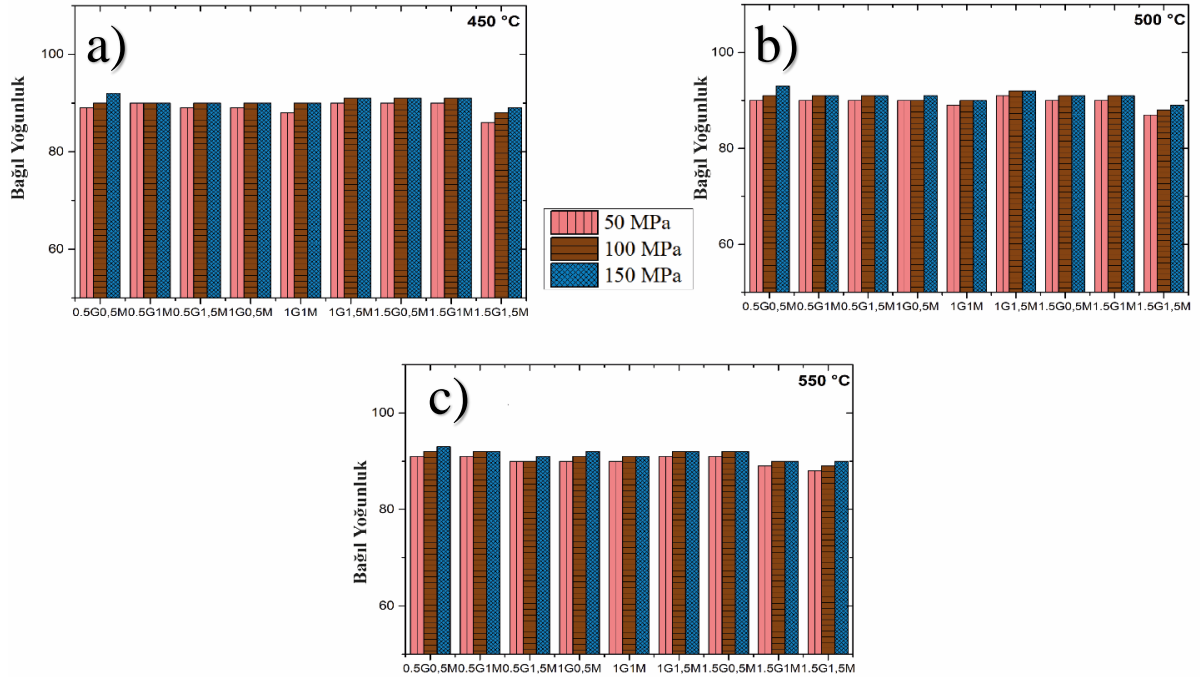 a)
450 °C
100
80
60
Bağıl Yoğunluk
0.5G0,5M 0.5G1M 0.5G1,5M 1G0,5M 1G1M 1G1,5M 1.5G0,5M 1.5G1M 1.5G1,5M
50 MPa
100 MPa
150 MPa
b)
500 °C
100
80
60
Bağıl Yoğunluk
0.5G0,5M 0.5G1M 0.5G1,5M 1G0,5M 1G1M 1G1,5M 1.5G0,5M 1.5G1M 1.5G1,5M
c)
550 °C
100
80
60
Bağıl Yoğunluk
0.5G0,5M 0.5G1M 0.5G1,5M 1G0,5M 1G1M 1G1,5M 1.5G0,5M 1.5G1M 1.5G1,5M